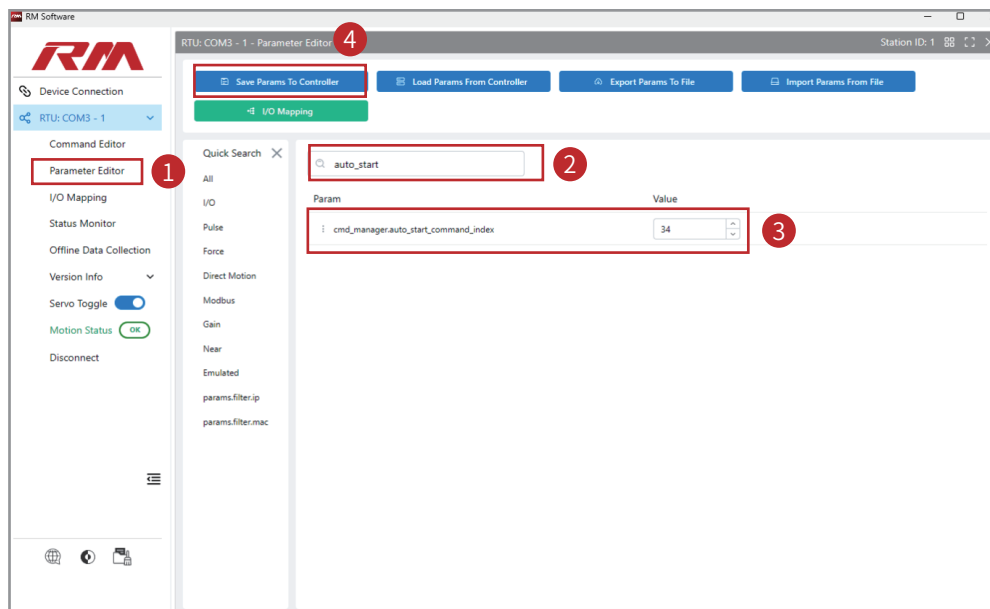 RM RM Software
RTU: COM3 - 1 - Parameter Editor
4
Station ID: 1
RM
Save Params To Controller
Load Params From Controller
Export Params To File
Import Params From File
I/O Mapping
Device Connection
RTU: COM3 - 1
Command Editor
Parameter Editor
1
I/O Mapping
Status Monitor
Offline Data Collection
Version Info
Servo Toggle
Motion Status OK
Disconnect
Quick Search
All
I/O
Pulse
Force
Direct Motion
Modbus
Gain
Near
Emulated
params.filter.ip
params.filter.mac
auto_start
2
Param Value
cmd_manager.auto_start_command_index 34
3